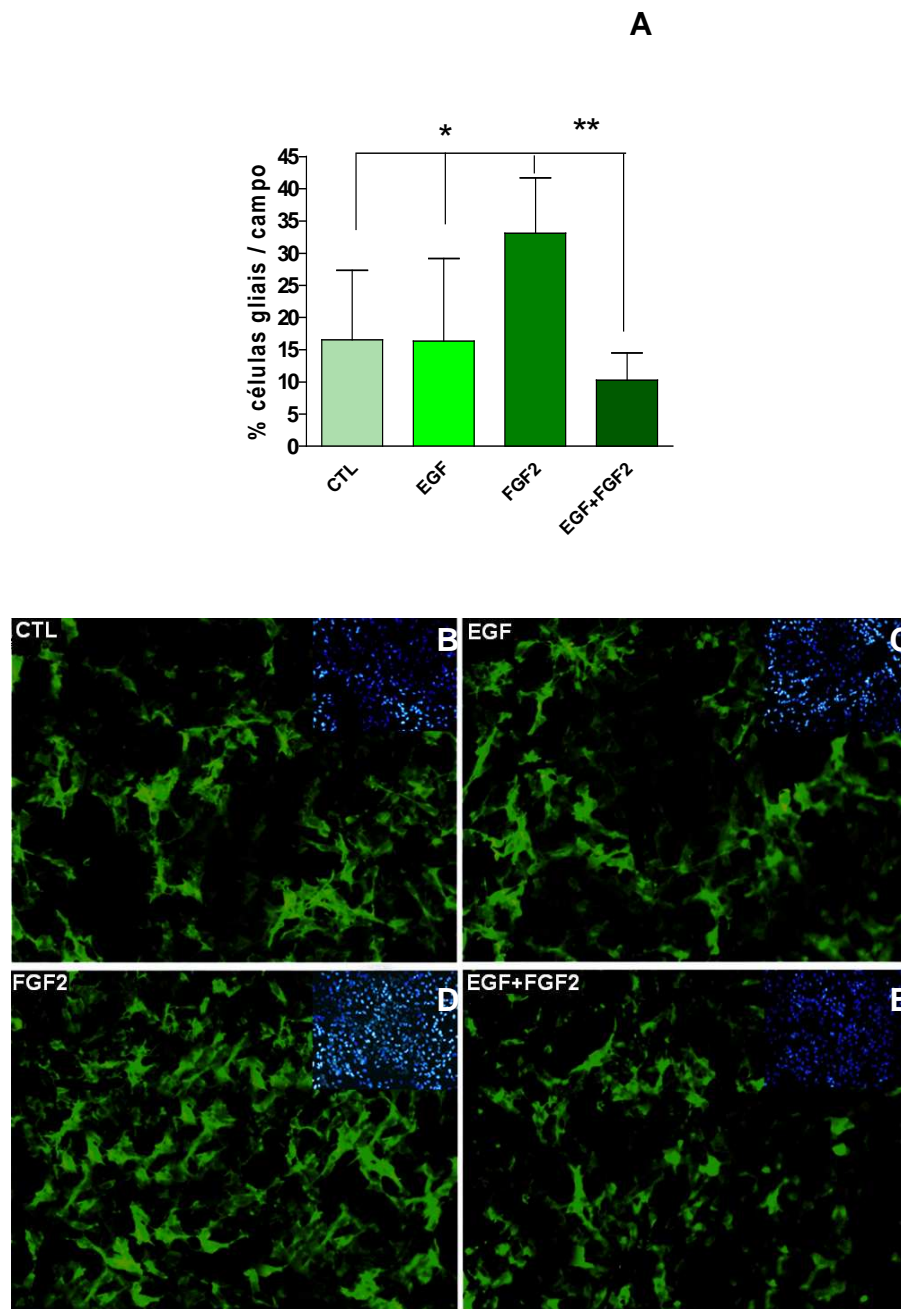 A
* **
% células gliais / campo
45
40
35
30
25
20
15
10
5
0
CTL
EGF
FGF2
EGF+FGF2
CTL B
EGF C
FGF2 D
EGF+FGF2 E